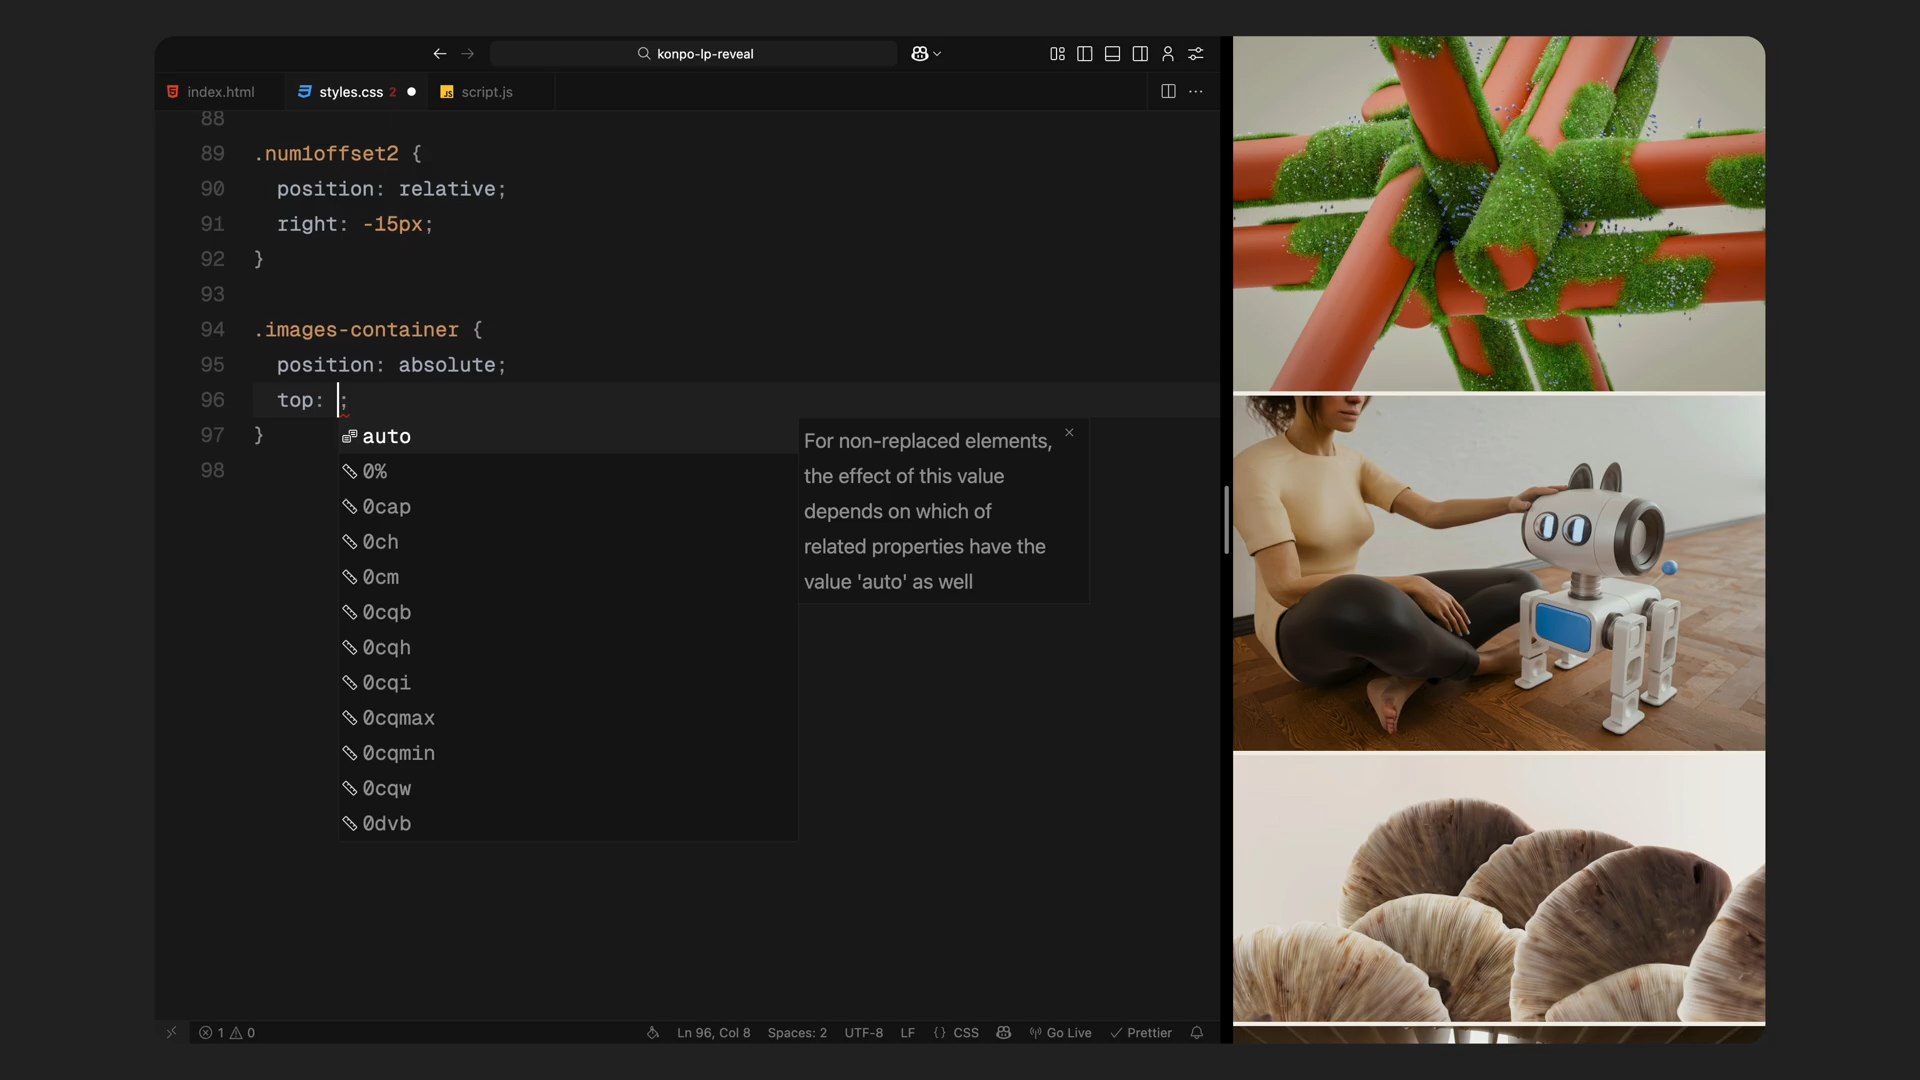 konpo-lp-reveal
index.html
styles.css 2
JS script.js
88
89 .num1offset2 {
90 position: relative;
91 right: -15px;
92 }
93
94 .images-container {
95 position: absolute;
96 top: ;
97 }
98
auto
0%
0cap
0ch
0cm
0cqb
0cqh
0cqi
0cqmax
0cqmin
0cqw
0dvb
For non-replaced elements,
the effect of this value
depends on which of
related properties have the
value 'auto' as well
1 0 Ln 96, Col 8 Spaces: 2 UTF-8 LF {} CSS Go Live Prettier